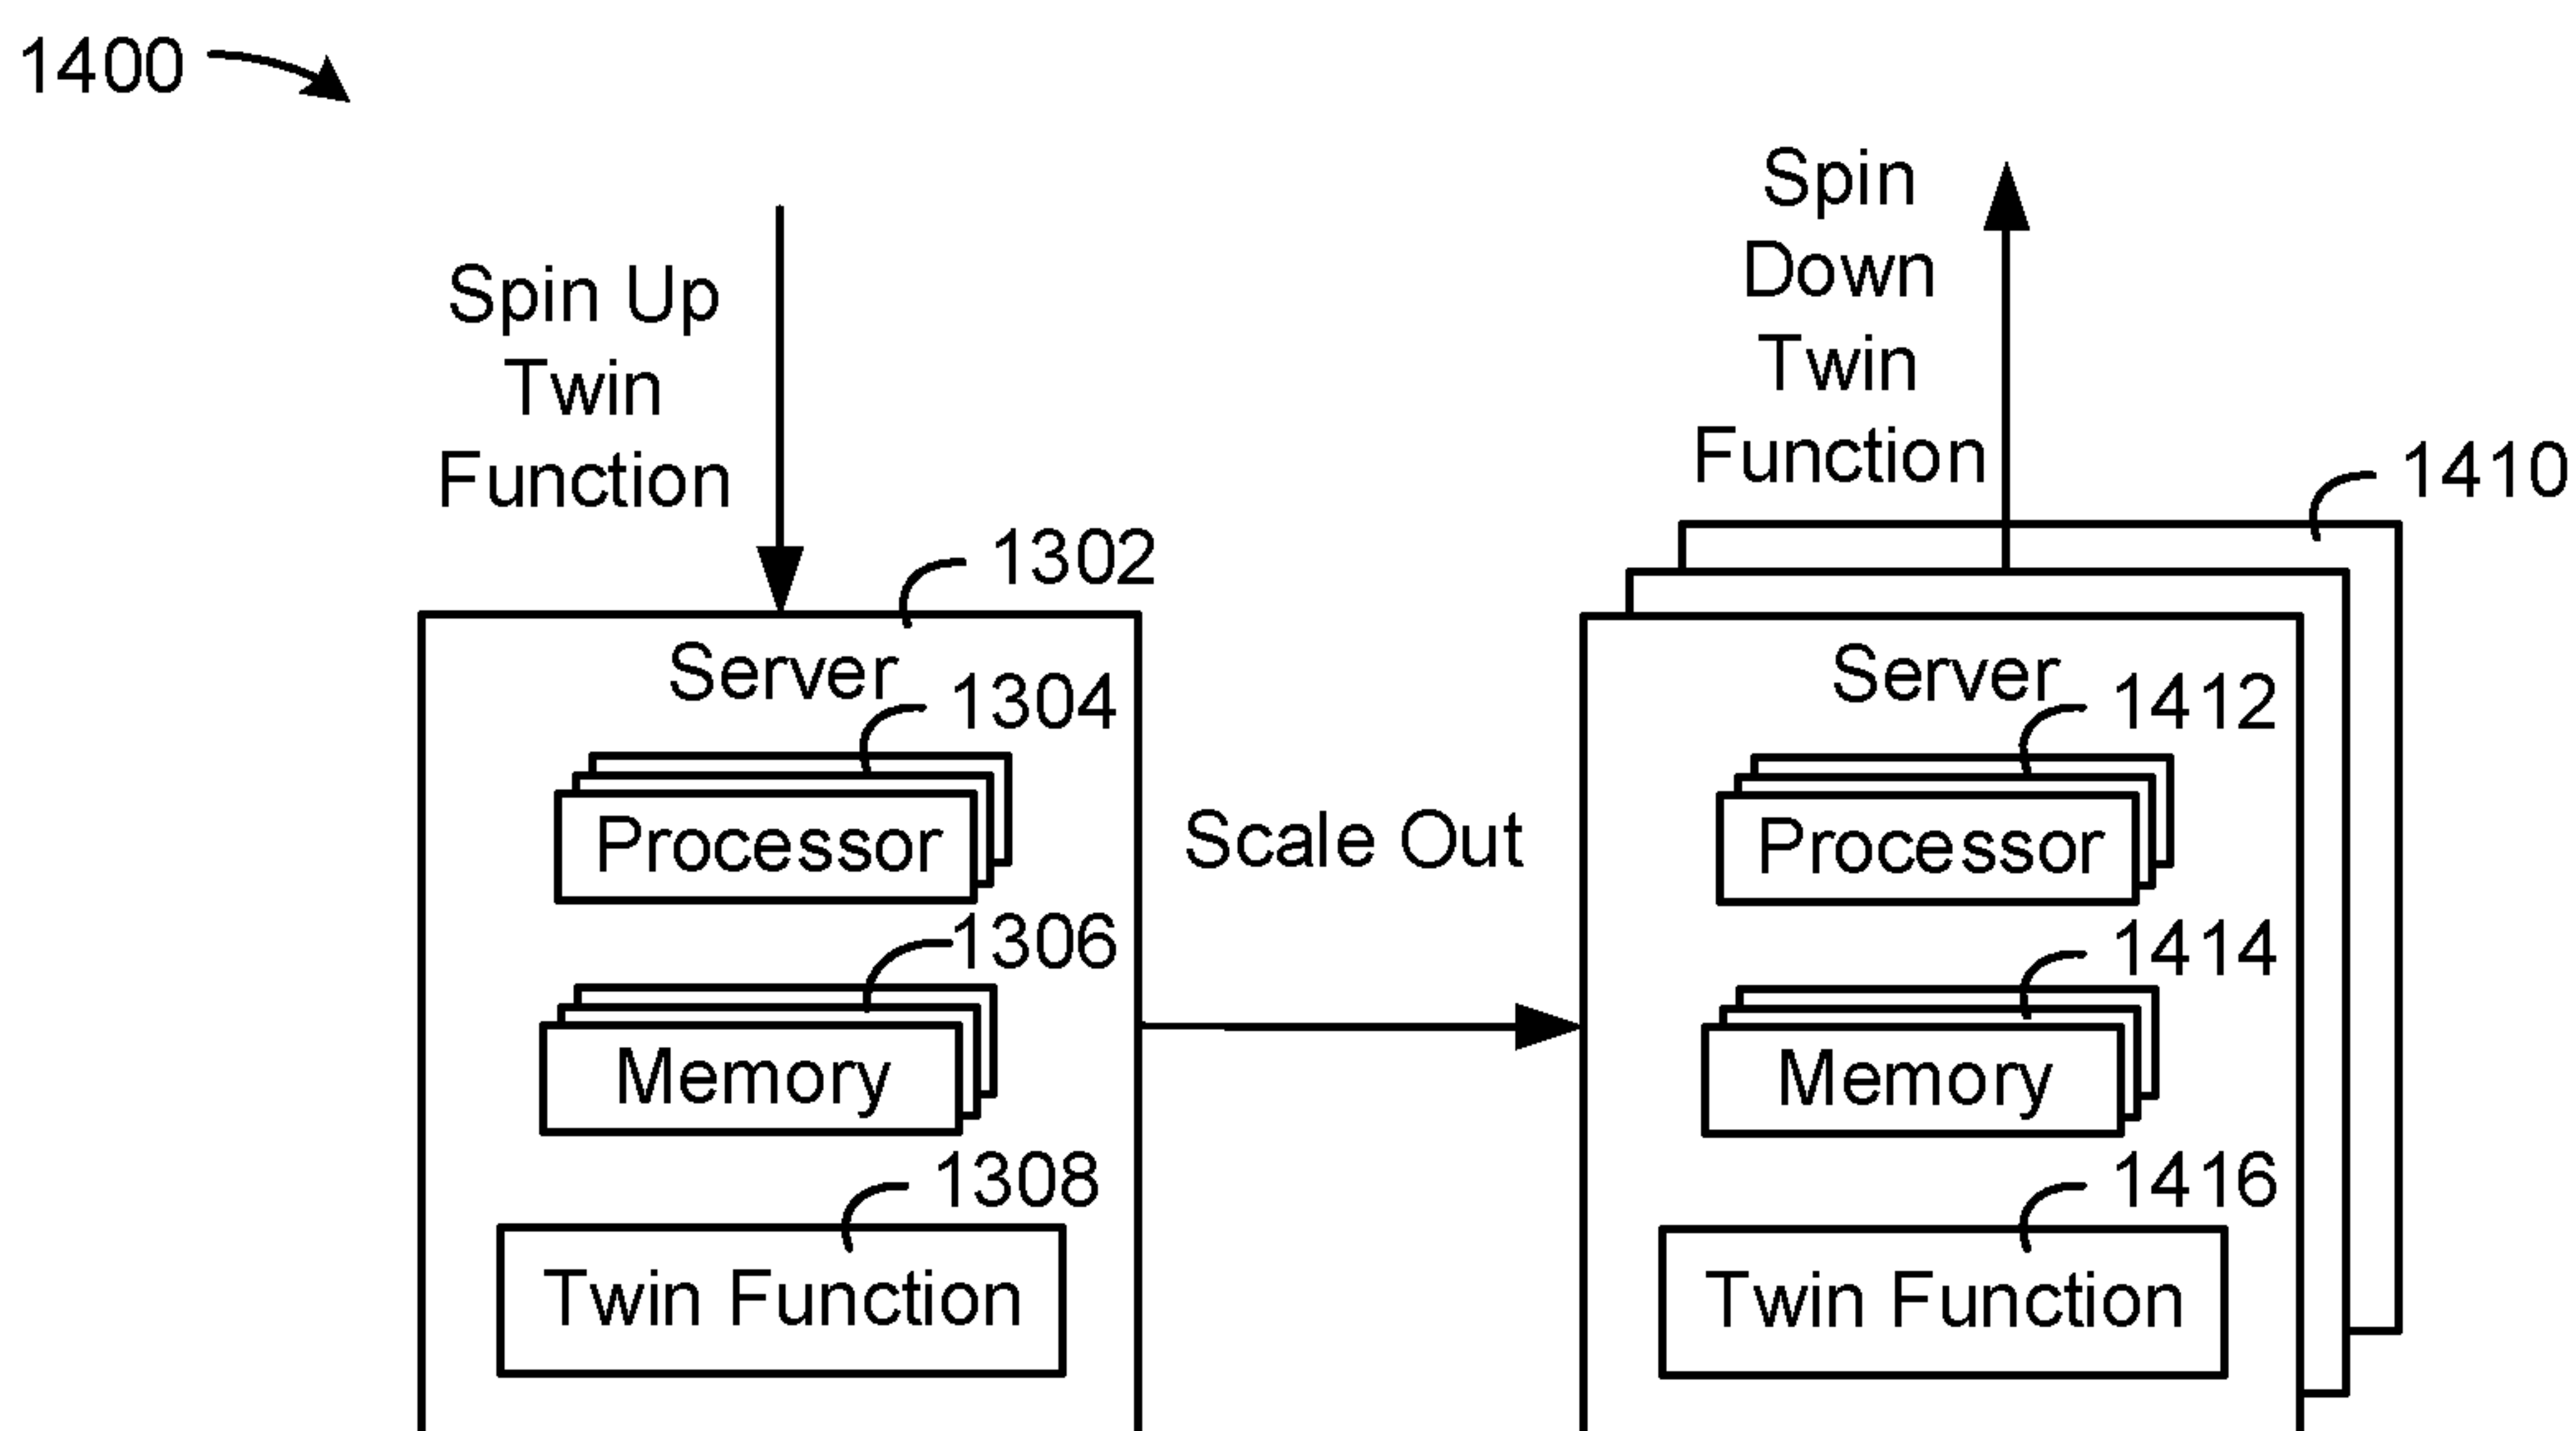 1400
Spin Up
Twin
Function
Spin
Down
Twin
Function
1410
1302
Server
1304
Processor
1306
Memory
1308
Twin Function
Scale Out
Server
1412
Processor
1414
Memory
1416
Twin Function